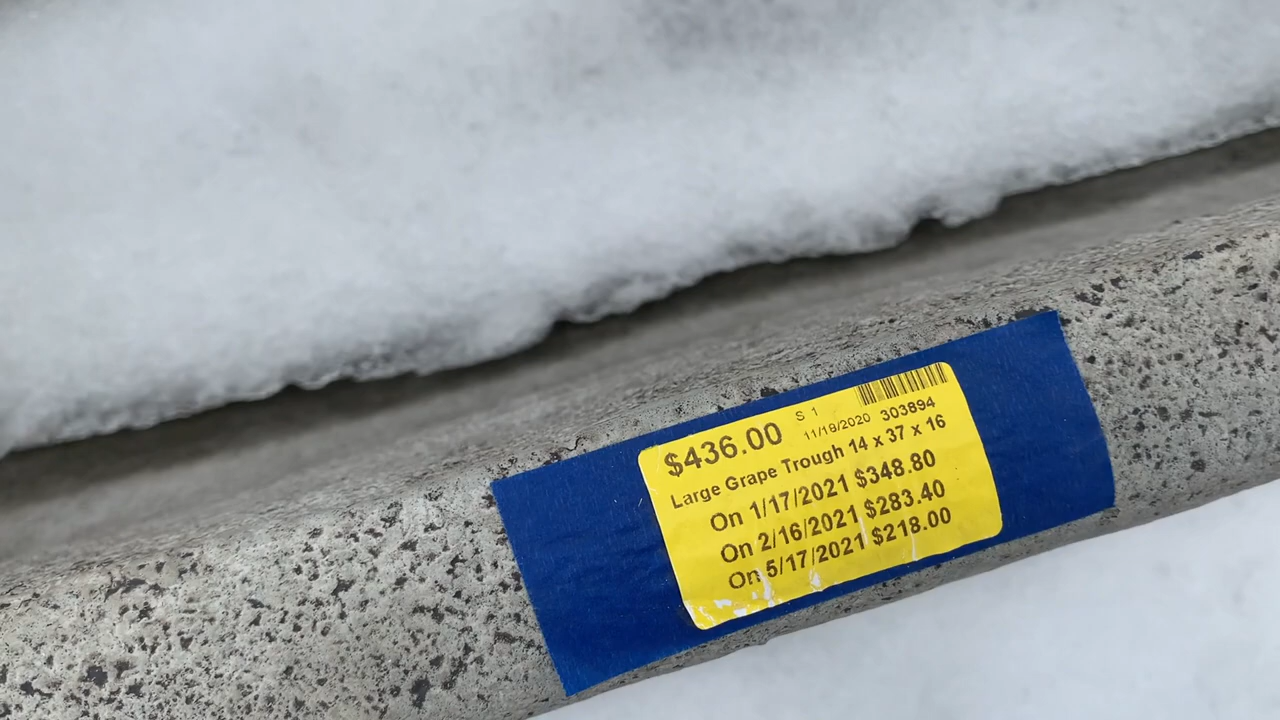 S 1
$436.00 11/18/2020 303894
Large Grape Trough 14 x 37 x 16
On 1/17/2021 $348.80
On 2/16/2021 $283.40
On 5/17/2021 $218.00